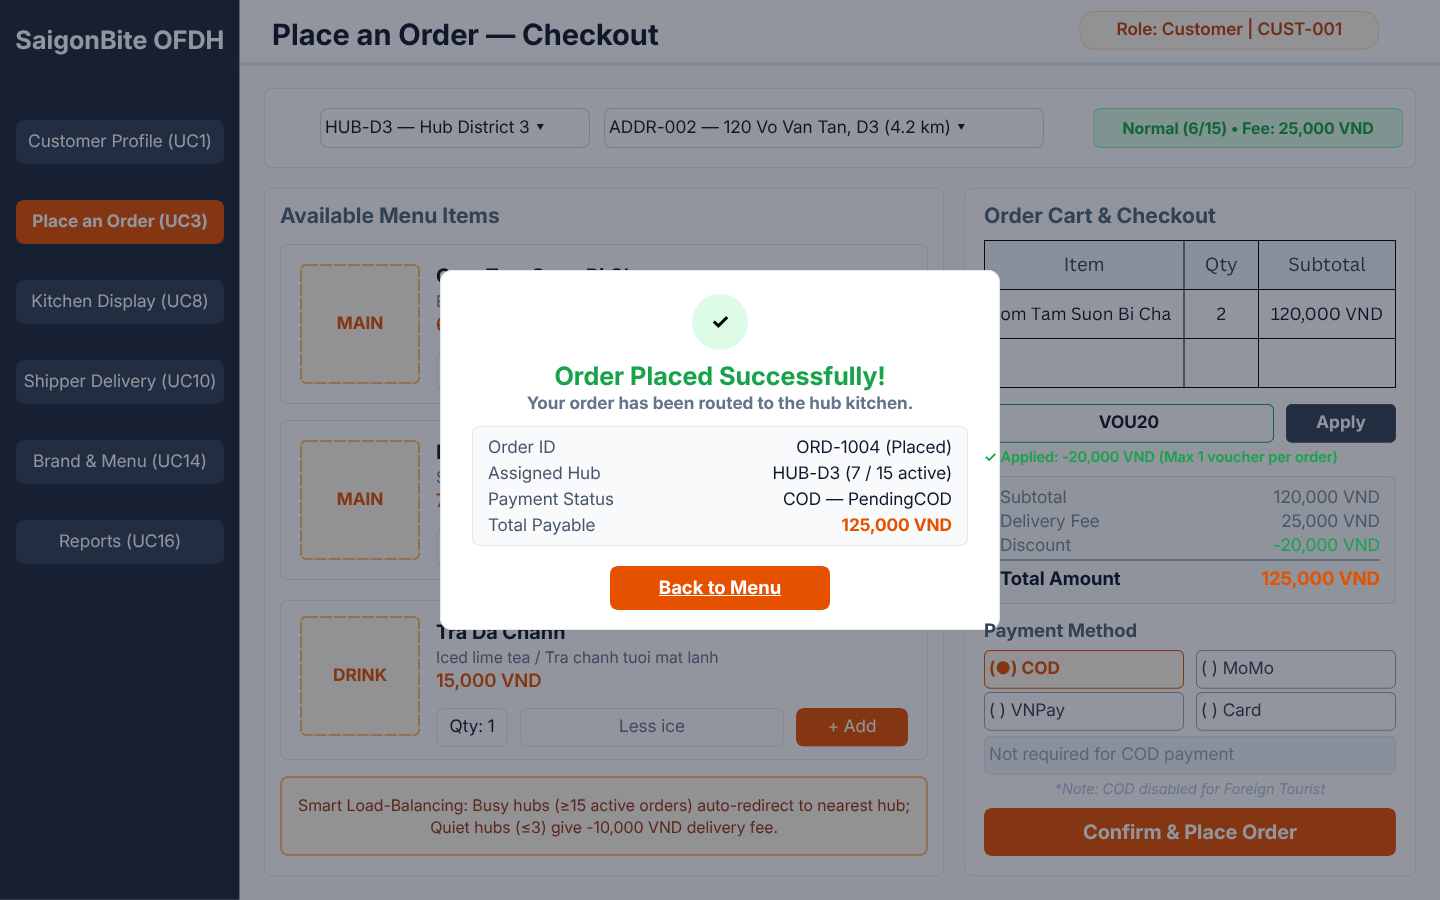 SaigonBite OFDH
Customer Profile (UC1)
Place an Order (UC3)
Kitchen Display (UC8)
Shipper Delivery (UC10)
Brand & Menu (UC14)
Reports (UC16)
Place an Order — Checkout
Role: Customer | CUST-001
HUB-D3 — Hub District 3 ▾
ADDR-002 — 120 Vo Van Tan, D3 (4.2 km) ▾
Normal (6/15) • Fee: 25,000 VND
Available Menu Items
MAIN
MAIN
DRINK
Tra Da Chanh
Iced lime tea / Tra chanh tuoi mat lanh
15,000 VND
Qty: 1
Less ice
+ Add
Smart Load-Balancing: Busy hubs (≥15 active orders) auto-redirect to nearest hub;
Quiet hubs (≤3) give -10,000 VND delivery fee.
✓
Order Placed Successfully!
Your order has been routed to the hub kitchen.
Order ID ORD-1004 (Placed)
Assigned Hub HUB-D3 (7 / 15 active)
Payment Status COD — PendingCOD
Total Payable 125,000 VND
Back to Menu
Order Cart & Checkout
Item Qty Subtotal
om Tam Suon Bi Cha 2 120,000 VND
VOU20
Apply
✓ Applied: -20,000 VND (Max 1 voucher per order)
Subtotal 120,000 VND
Delivery Fee 25,000 VND
Discount -20,000 VND
Total Amount 125,000 VND
Payment Method
(●) COD
( ) MoMo
( ) VNPay
( ) Card
Not required for COD payment
*Note: COD disabled for Foreign Tourist
Confirm & Place Order